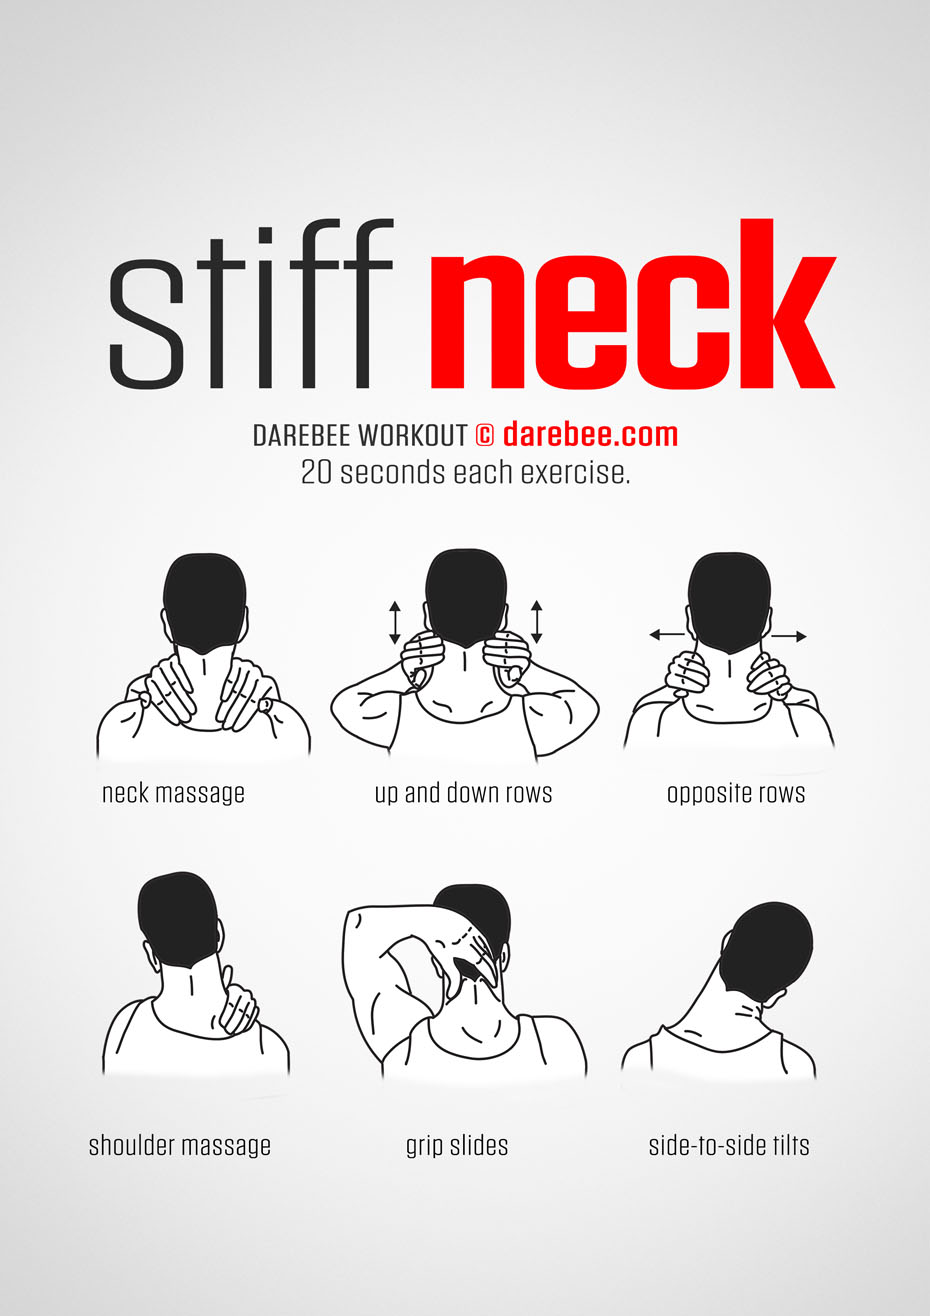 stiff neck
DAREBEE WORKOUT © darebee.com
20 seconds each exercise.
neck massage
up and down rows
opposite rows
shoulder massage
grip slides
side-to-side tilts